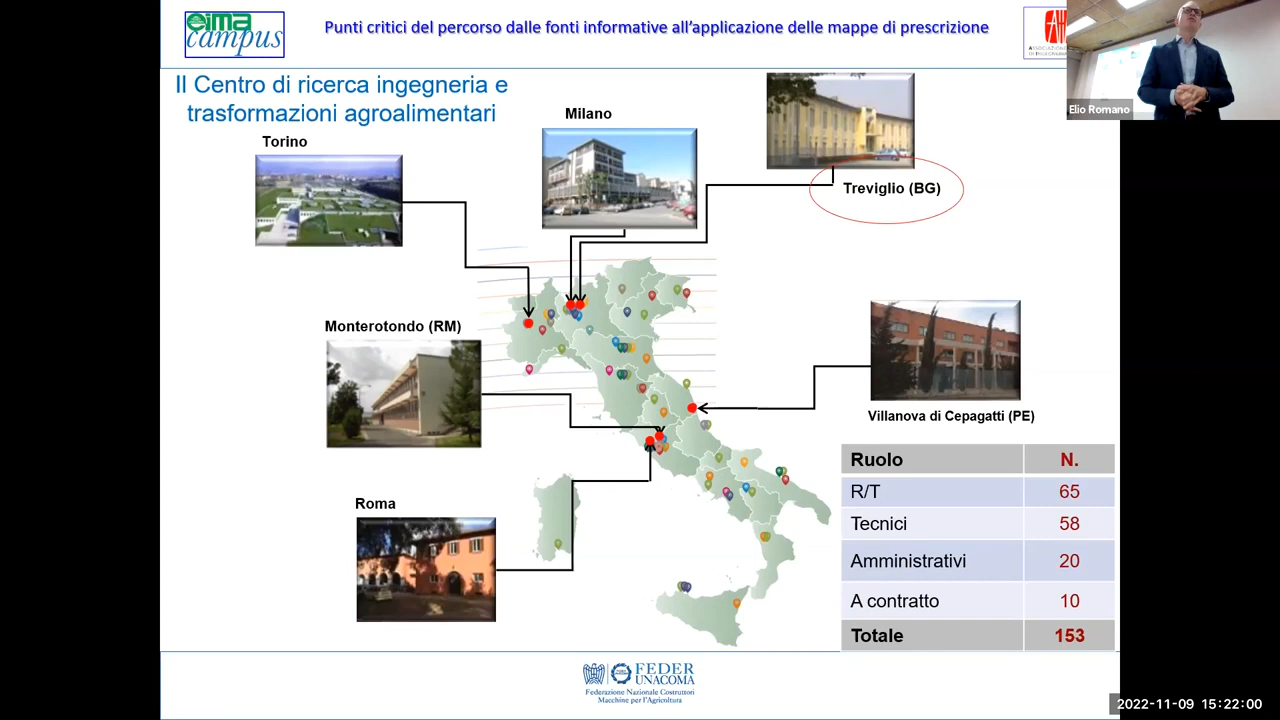 eima
campus
Punti critici del percorso dalle fonti informative all'applicazione delle mappe di prescrizione
Elio Romano
Il Centro di ricerca ingegneria e
trasformazioni agroalimentari
Torino
Milano
Treviglio (BG)
Monterotondo (RM)
Villanova di Cepagatti (PE)
Roma
Ruolo N.
R/T 65
Tecnici 58
Amministrativi 20
A contratto 10
Totale 153
FEDER
UNACOMA
Federazione Nazionale Costruttori
Macchine per l'Agricoltura
2022-11-09 15:22:00